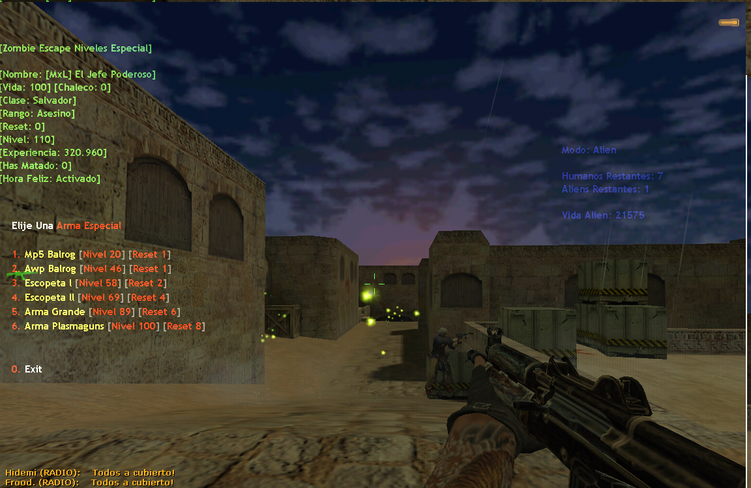 [Zombie Escape Niveles Especial]
[Nombre: [MxL] El Jefe Poderoso]
[Vida: 100] [Chaleco: 0]
[Clase: Salvador]
[Rango: Asesino]
[Reset: 0]
[Nivel: 110]
[Experiencia: 320.960]
[Has Matado: 0]
[Hora Feliz: Activado]
Modo: Alien
Humanos Restantes: 7
Aliens Restantes: 1
Vida Alien: 21575
Elije Una Arma Especial
1. Mp5 Balrog [Nivel 20] [Reset 1]
2. Awp Balrog [Nivel 46] [Reset 1]
3. Escopeta I [Nivel 58] [Reset 2]
4. Escopeta II [Nivel 69] [Reset 4]
5. Arma Grande [Nivel 89] [Reset 6]
6. Arma Plasmaguns [Nivel 100] [Reset 8]
0. Exit
Hidemi (RADIO): Todos a cubierto!
Frood. (RADIO): Todos a cubierto!